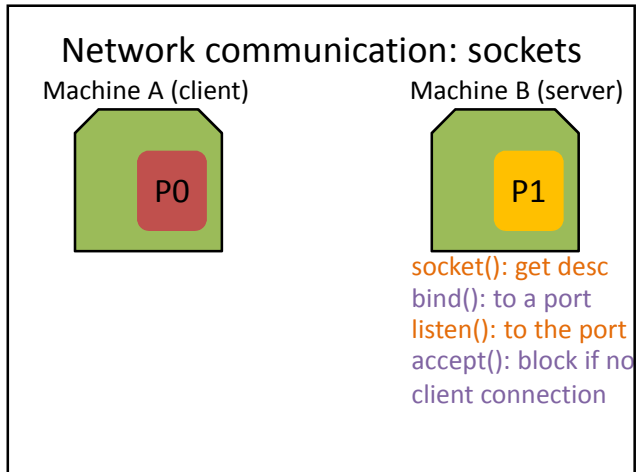 Network communication: sockets
Machine A (client)
Machine B (server)
P0
P1
socket(): get desc
bind(): to a port
listen(): to the port
accept(): block if no
client connection